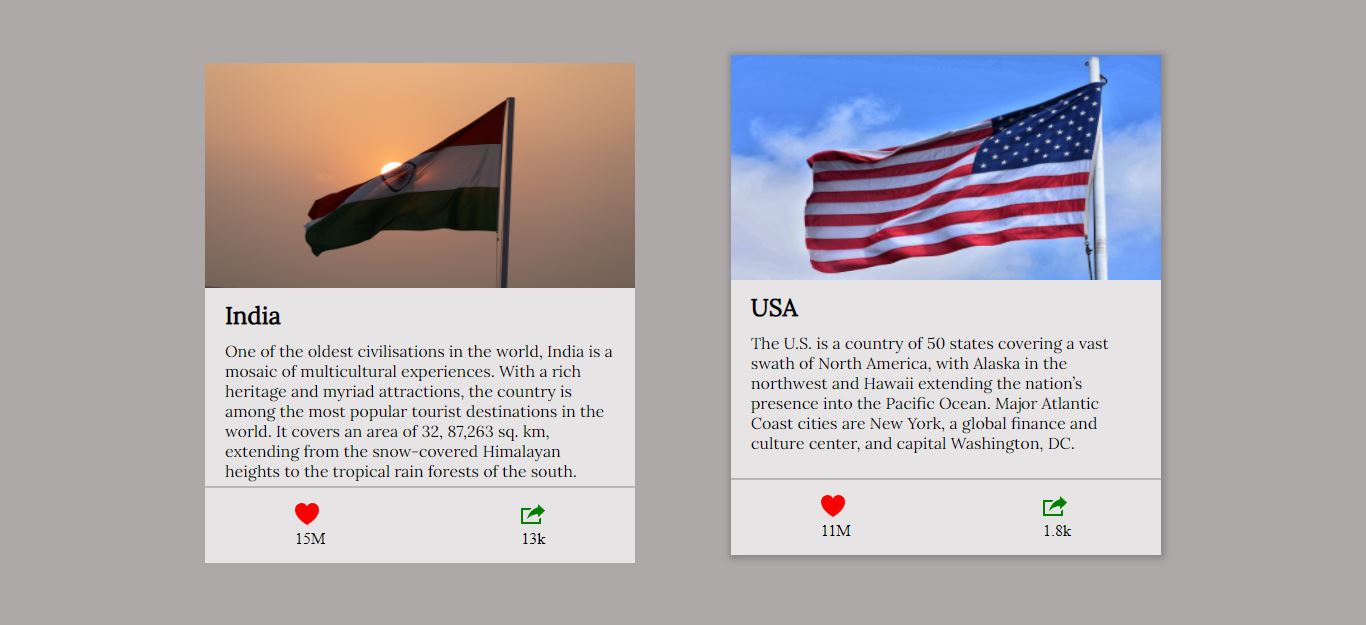 India
One of the oldest civilisations in the world, India is a
mosaic of multicultural experiences. With a rich
heritage and myriad attractions, the country is
among the most popular tourist destinations in the
world. It covers an area of 32, 87,263 sq. km,
extending from the snow-covered Himalayan
heights to the tropical rain forests of the south.
15M
13k
USA
The U.S. is a country of 50 states covering a vast
swath of North America, with Alaska in the
northwest and Hawaii extending the nation’s
presence into the Pacific Ocean. Major Atlantic
Coast cities are New York, a global finance and
culture center, and capital Washington, DC.
11M
1.8k